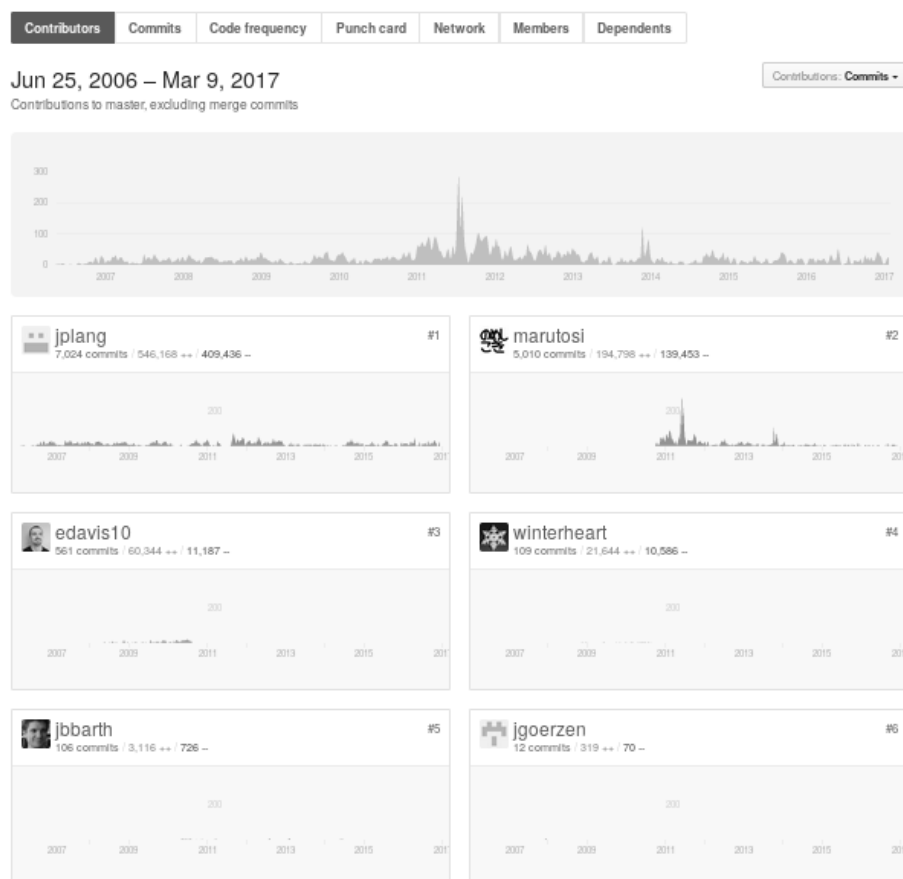 Contributors Commits Code frequency Punch card Network Members Dependents
Jun 25, 2006 – Mar 9, 2017
Contributions: Commits
Contributions to master, excluding merge commits
300
200
100
0
2007 2008 2009 2010 2011 2012 2013 2014 2015 2016 2017
jplang #1
7,024 commits / 546,168 ++ / 409,436 --
200
2007 2009 2011 2013 2015 201
marutosi #2
5,010 commits / 194,798 ++ / 139,453 --
200
2007 2009 2011 2013 2015 20
edavis10 #3
561 commits / 60,344 ++ / 11,187 --
200
2007 2009 2011 2013 2015 201
winterheart #4
109 commits / 21,644 ++ / 10,586 --
200
2007 2009 2011 2013 2015 20
jbbarth #5
106 commits / 3,116 ++ / 726 --
200
2007 2009 2011 2013 2015 201
jgoerzen #6
12 commits / 319 ++ / 70 --
200
2007 2009 2011 2013 2015 20